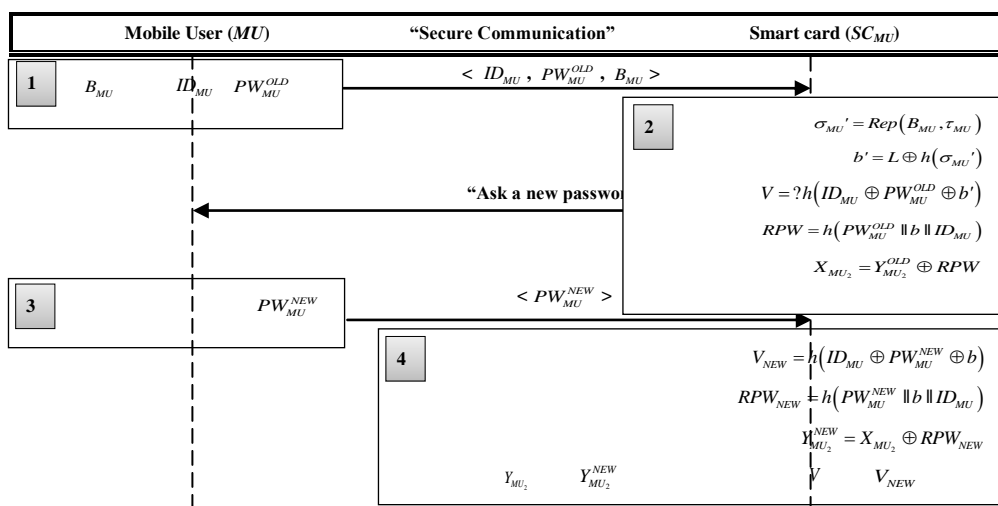 Mobile User (MU) “Secure Communication” Smart card (SC_MU)
1 B_MU ID_MU PW_MU^OLD
< ID_MU , PW_MU^OLD , B_MU >
2
σ_MU' = Rep(B_MU, τ_MU)
b' = L ⊕ h(σ_MU')
“Ask a new passwor
V = ?h(ID_MU ⊕ PW_MU^OLD ⊕ b')
RPW = h(PW_MU^OLD || b || ID_MU)
X_MU₂ = Y_MU₂^OLD ⊕ RPW
3 PW_MU^NEW
< PW_MU^NEW >
4
V_NEW = h(ID_MU ⊕ PW_MU^NEW ⊕ b)
RPW_NEW = h(PW_MU^NEW || b || ID_MU)
Y_MU₂^NEW = X_MU₂ ⊕ RPW_NEW
Y_MU₂ Y_MU₂^NEW V V_NEW